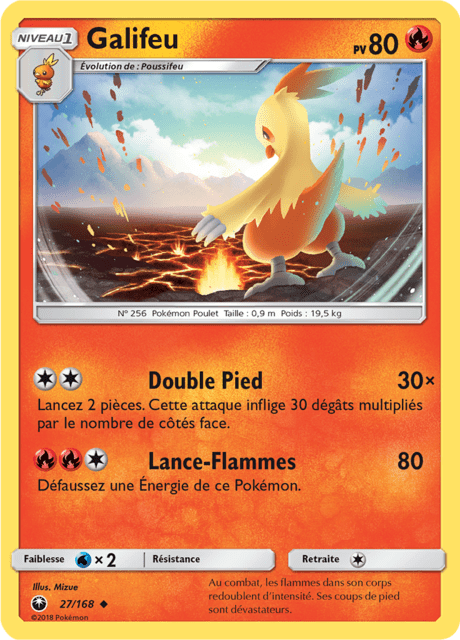 NIVEAU 1
Galifeu
PV 80
Évolution de : Poussifeu
N° 256 Pokémon Poulet Taille : 0,9 m Poids : 19,5 kg
Double Pied 30×
Lancez 2 pièces. Cette attaque inflige 30 dégâts multipliés
par le nombre de côtés face.
Lance-Flammes 80
Défaussez une Énergie de ce Pokémon.
Faiblesse × 2 Résistance Retraite
Illus. Mizue
27/168
©2018 Pokémon
Au combat, les flammes dans son corps
redoublent d'intensité. Ses coups de pied
sont dévastateurs.